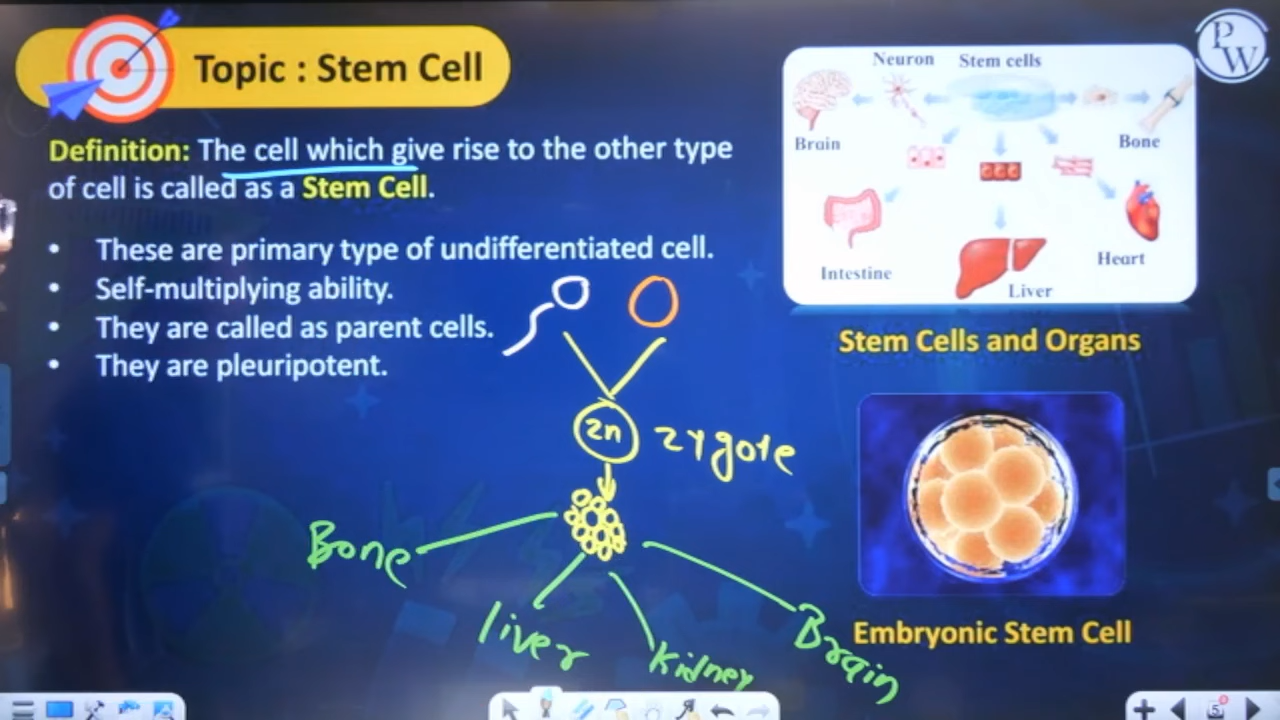 Topic : Stem Cell
PW
Definition: The cell which give rise to the other type
of cell is called as a Stem Cell.
• These are primary type of undifferentiated cell.
• Self-multiplying ability.
• They are called as parent cells.
• They are pleuripotent.
Neuron Stem cells
Brain
Bone
Intestine
Liver
Heart
Stem Cells and Organs
2n zygote
Bone
liver
Kidney
Brain
Embryonic Stem Cell
5